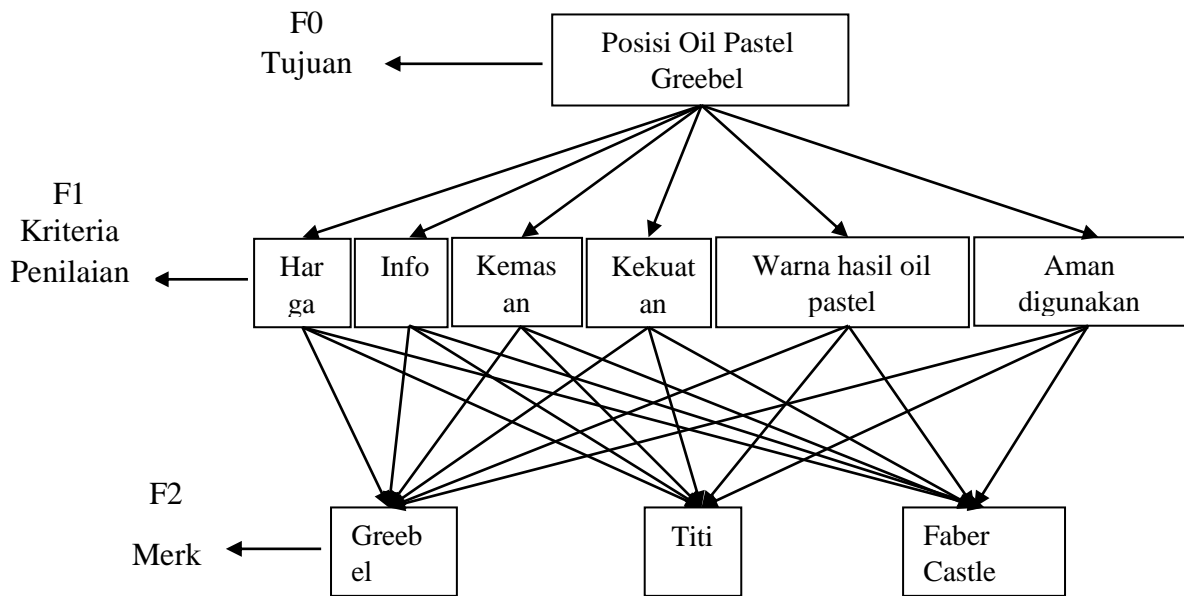 F0
Tujuan
Posisi Oil Pastel
Greebel
F1
Kriteria
Penilaian
Har
ga
Info
Kemas
an
Kekuat
an
Warna hasil oil
pastel
Aman
digunakan
F2
Merk
Greeb
el
Titi
Faber
Castle